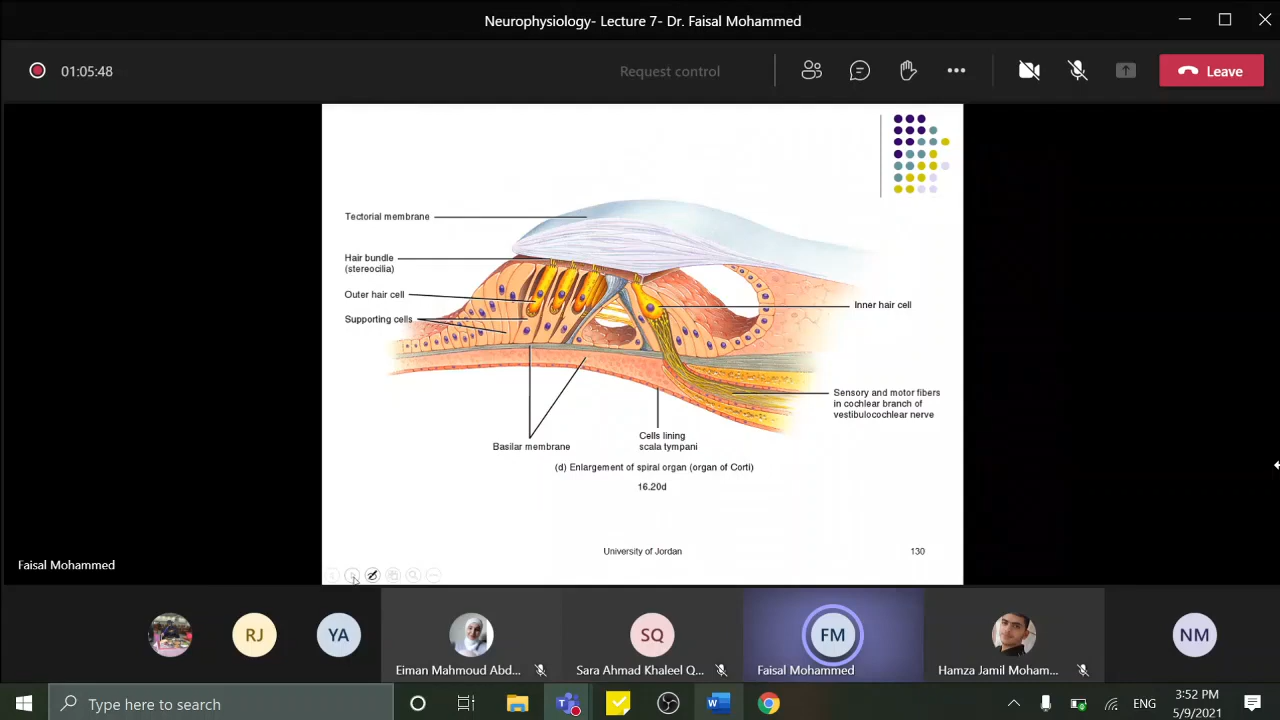 Neurophysiology- Lecture 7- Dr. Faisal Mohammed
01:05:48
Request control
Leave
Tectorial membrane
Hair bundle
(stereocilia)
Outer hair cell
Supporting cells
Inner hair cell
Sensory and motor fibers
in cochlear branch of
vestibulocochlear nerve
Basilar membrane
Cells lining
scala tympani
(d) Enlargement of spiral organ (organ of Corti)
16.20d
University of Jordan
130
Faisal Mohammed
RJ
YA
SQ
FM
NM
Eiman Mahmoud Abd...
Sara Ahmad Khaleel Q...
Faisal Mohammed
Hamza Jamil Moham...
Type here to search
ENG
3:52 PM
5/9/2021